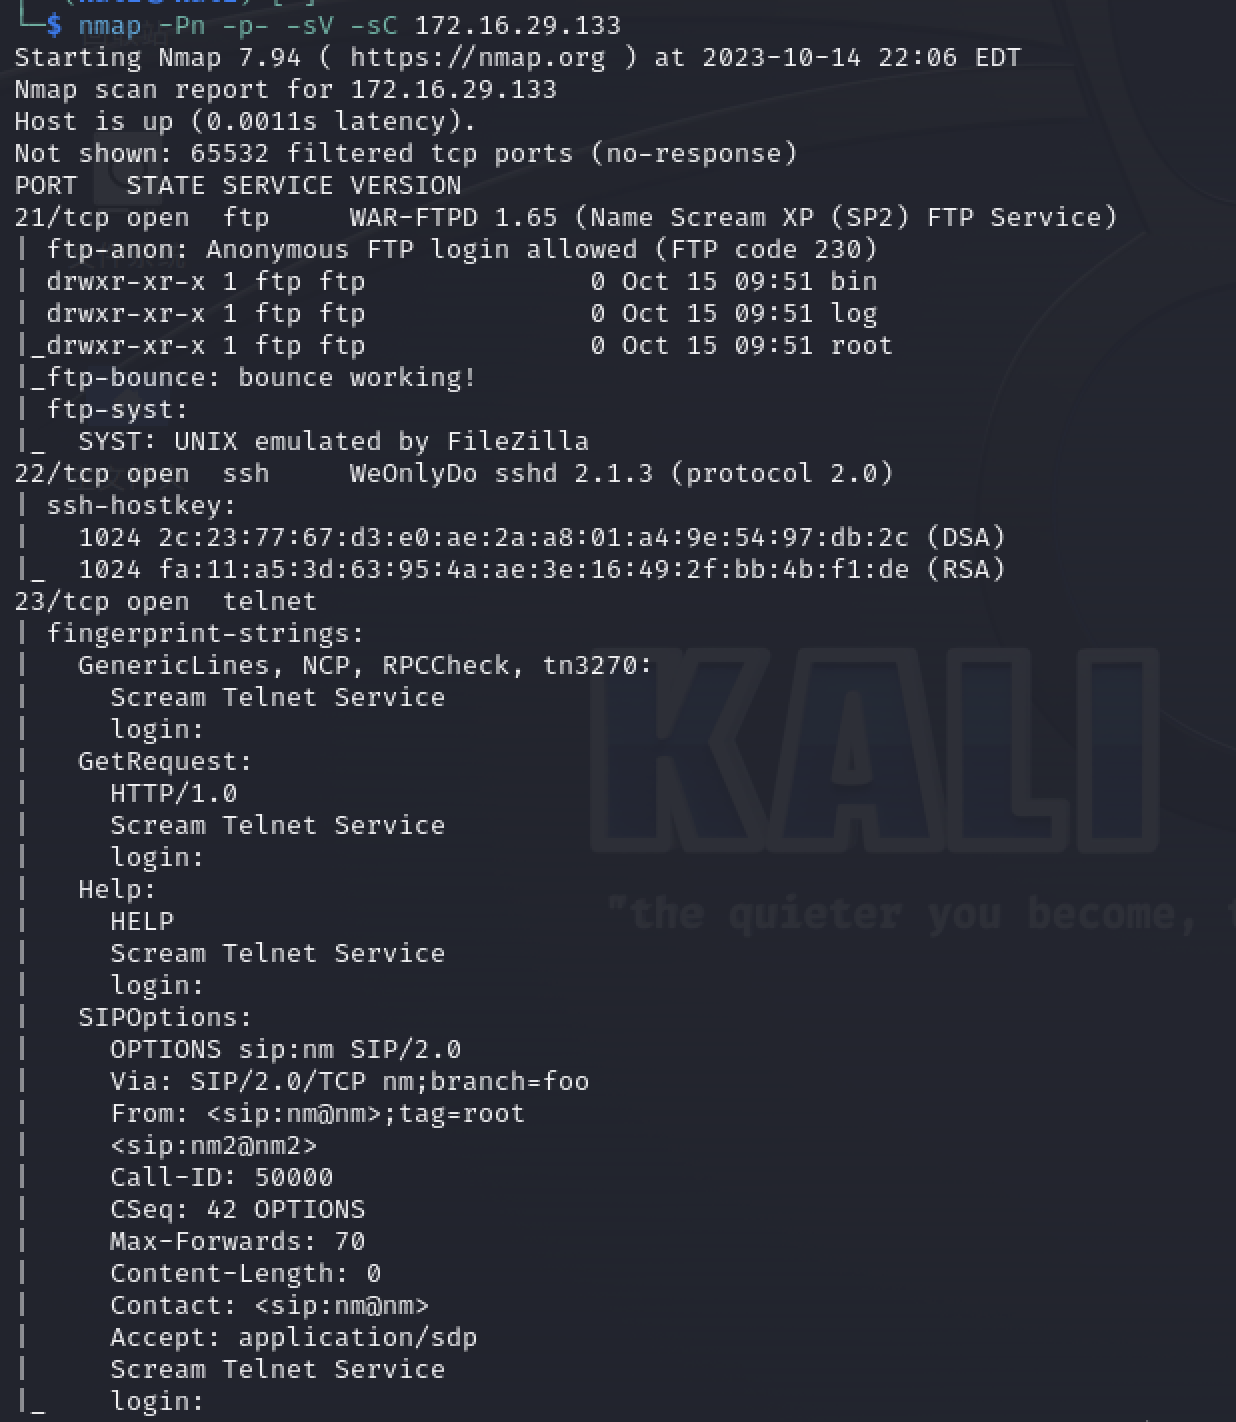 └─$ nmap -Pn -p- -sV -sC 172.16.29.133
Starting Nmap 7.94 ( https://nmap.org ) at 2023-10-14 22:06 EDT
Nmap scan report for 172.16.29.133
Host is up (0.0011s latency).
Not shown: 65532 filtered tcp ports (no-response)
PORT   STATE SERVICE VERSION
21/tcp open  ftp     WAR-FTPD 1.65 (Name Scream XP (SP2) FTP Service)
| ftp-anon: Anonymous FTP login allowed (FTP code 230)
| drwxr-xr-x 1 ftp ftp              0 Oct 15 09:51 bin
| drwxr-xr-x 1 ftp ftp              0 Oct 15 09:51 log
|_drwxr-xr-x 1 ftp ftp              0 Oct 15 09:51 root
|_ftp-bounce: bounce working!
| ftp-syst:
|_  SYST: UNIX emulated by FileZilla
22/tcp open  ssh     WeOnlyDo sshd 2.1.3 (protocol 2.0)
| ssh-hostkey:
|   1024 2c:23:77:67:d3:e0:ae:2a:a8:01:a4:9e:54:97:db:2c (DSA)
|_  1024 fa:11:a5:3d:63:95:4a:ae:3e:16:49:2f:bb:4b:f1:de (RSA)
23/tcp open  telnet
| fingerprint-strings:
|   GenericLines, NCP, RPCCheck, tn3270:
|     Scream Telnet Service
|     login:
|   GetRequest:
|     HTTP/1.0
|     Scream Telnet Service
|     login:
|   Help:
|     HELP
|     Scream Telnet Service
|     login:
|   SIPOptions:
|     OPTIONS sip:nm SIP/2.0
|     Via: SIP/2.0/TCP nm;branch=foo
|     From: <sip:nm@nm>;tag=root
|     <sip:nm2@nm2>
|     Call-ID: 50000
|     CSeq: 42 OPTIONS
|     Max-Forwards: 70
|     Content-Length: 0
|     Contact: <sip:nm@nm>
|     Accept: application/sdp
|     Scream Telnet Service
|_    login:
KALI
"the quieter you become,